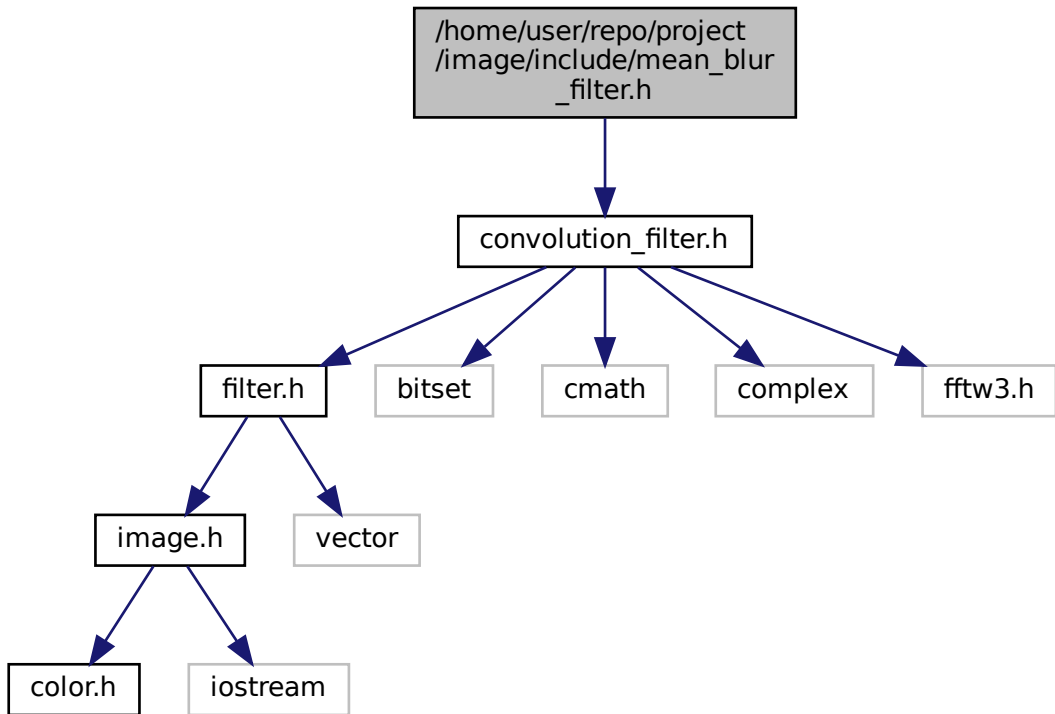 /home/user/repo/project
/image/include/mean_blur
_filter.h
convolution_filter.h
filter.h
bitset
cmath
complex
fftw3.h
image.h
vector
color.h
iostream